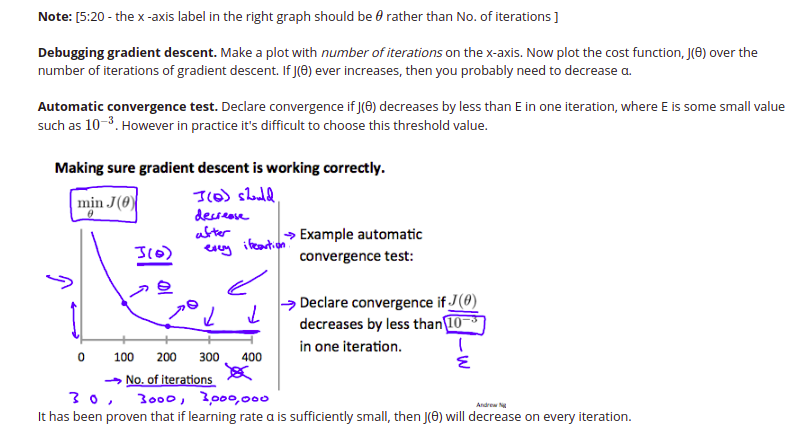 Note: [5:20 - the x -axis label in the right graph should be θ rather than No. of iterations ]
Debugging gradient descent. Make a plot with number of iterations on the x-axis. Now plot the cost function, J(θ) over the
number of iterations of gradient descent. If J(θ) ever increases, then you probably need to decrease α.
Automatic convergence test. Declare convergence if J(θ) decreases by less than E in one iteration, where E is some small value
such as 10⁻³. However in practice it's difficult to choose this threshold value.
Making sure gradient descent is working correctly.
min J(θ)
θ
J(θ) should
decrease
after
every iteration.
J(θ)
θ
θ
→ Example automatic
convergence test:
→ Declare convergence if J(θ)
decreases by less than 10⁻³
in one iteration.
ε
0 100 200 300 400
→ No. of iterations
30, 3000, 3,000,000
Andrew Ng
It has been proven that if learning rate α is sufficiently small, then J(θ) will decrease on every iteration.